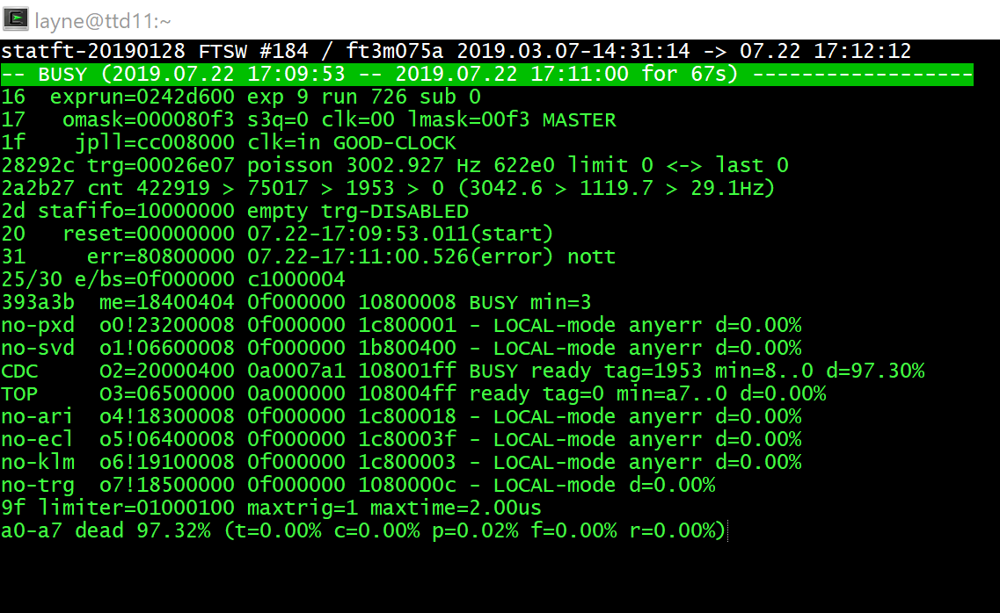 layne@ttd11:~
statft-20190128 FTSW #184 / ft3m075a 2019.03.07-14:31:14 -> 07.22 17:12:12
-- BUSY (2019.07.22 17:09:53 -- 2019.07.22 17:11:00 for 67s) ------------------
16  exprun=0242d600 exp 9 run 726 sub 0
17   omask=000080f3 s3q=0 clk=00 lmask=00f3 MASTER
1f    jpll=cc008000 clk=in GOOD-CLOCK
28292c trg=00026e07 poisson 3002.927 Hz 622e0 limit 0 <-> last 0
2a2b27 cnt 422919 > 75017 > 1953 > 0 (3042.6 > 1119.7 > 29.1Hz)
2d stafifo=10000000 empty trg-DISABLED
20   reset=00000000 07.22-17:09:53.011(start)
31     err=80800000 07.22-17:11:00.526(error) nott
25/30 e/bs=0f000000 c1000004
393a3b  me=18400404 0f000000 10800008 BUSY min=3
no-pxd  o0!23200008 0f000000 1c800001 - LOCAL-mode anyerr d=0.00%
no-svd  o1!06600008 0f000000 1b800400 - LOCAL-mode anyerr d=0.00%
CDC     O2=20000400 0a0007a1 108001ff BUSY ready tag=1953 min=8..0 d=97.30%
TOP     O3=06500000 0a000000 108004ff ready tag=0 min=a7..0 d=0.00%
no-ari  o4!18300008 0f000000 1c800018 - LOCAL-mode anyerr d=0.00%
no-ecl  o5!06400008 0f000000 1c80003f - LOCAL-mode anyerr d=0.00%
no-klm  o6!19100008 0f000000 1c800003 - LOCAL-mode anyerr d=0.00%
no-trg  o7!18500000 0f000000 1080000c - LOCAL-mode d=0.00%
9f limiter=01000100 maxtrig=1 maxtime=2.00us
a0-a7 dead 97.32% (t=0.00% c=0.00% p=0.02% f=0.00% r=0.00%)